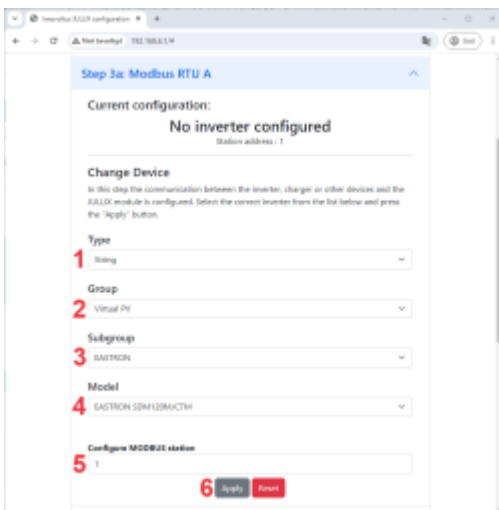 configuration
192.168.
Step 3a: Modbus RTU A
Current configuration:
No inverter configured
Station address : 1
Change Device
In this step the communication between the inverter, charger or other devices and the
module is configured. Select the correct inverter from the list below and press
the "Apply" button.
Type
1 String
Group
2 Virtual PV
Subgroup
3 EASTRON
Model
4 EASTRON
Configure MODBUS station
5 1
6 Apply Reset